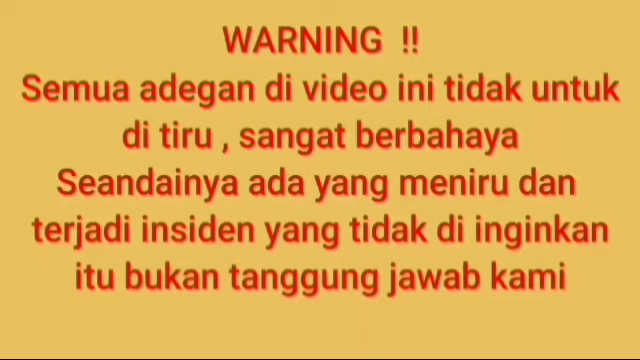 WARNING  !!
Semua adegan di video ini tidak untuk
di tiru , sangat berbahaya
Seandainya ada yang meniru dan
terjadi insiden yang tidak di inginkan
itu bukan tanggung jawab kami